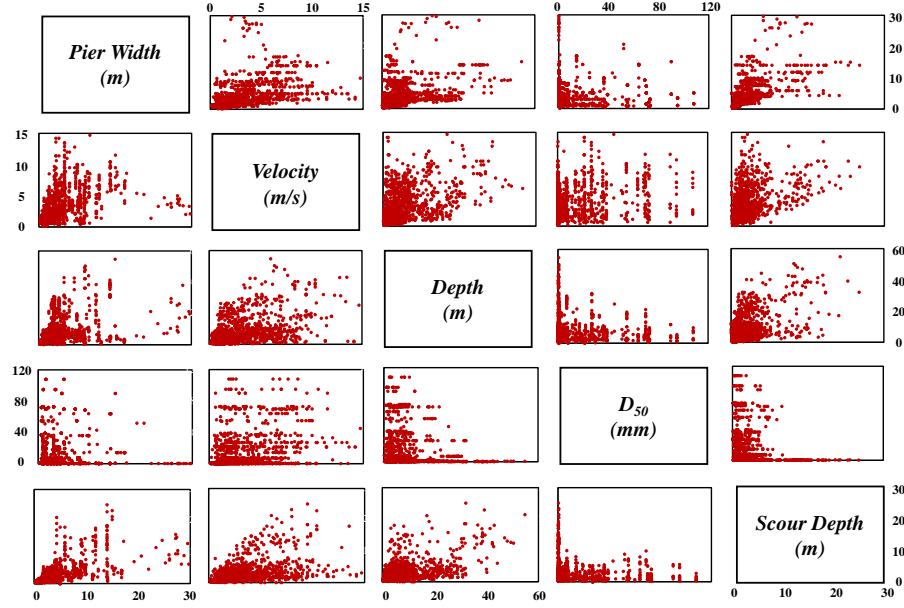 0 5 10 15
0 40 80 120
Pier Width
(m)
30
20
10
0
15
10
5
0
Velocity
(m/s)
Depth
(m)
60
40
20
0
120
80
40
0
D₅₀
(mm)
Scour Depth
(m)
30
20
10
0
0 10 20 30
0 20 40 60
0 10 20 30